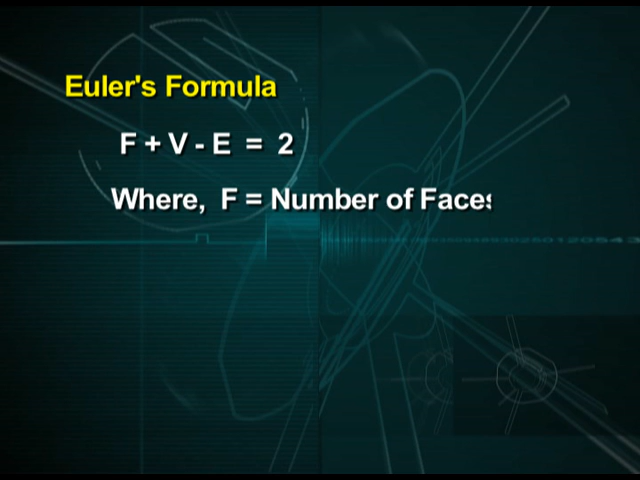 Euler's Formula
F + V - E = 2
Where, F = Number of Faces